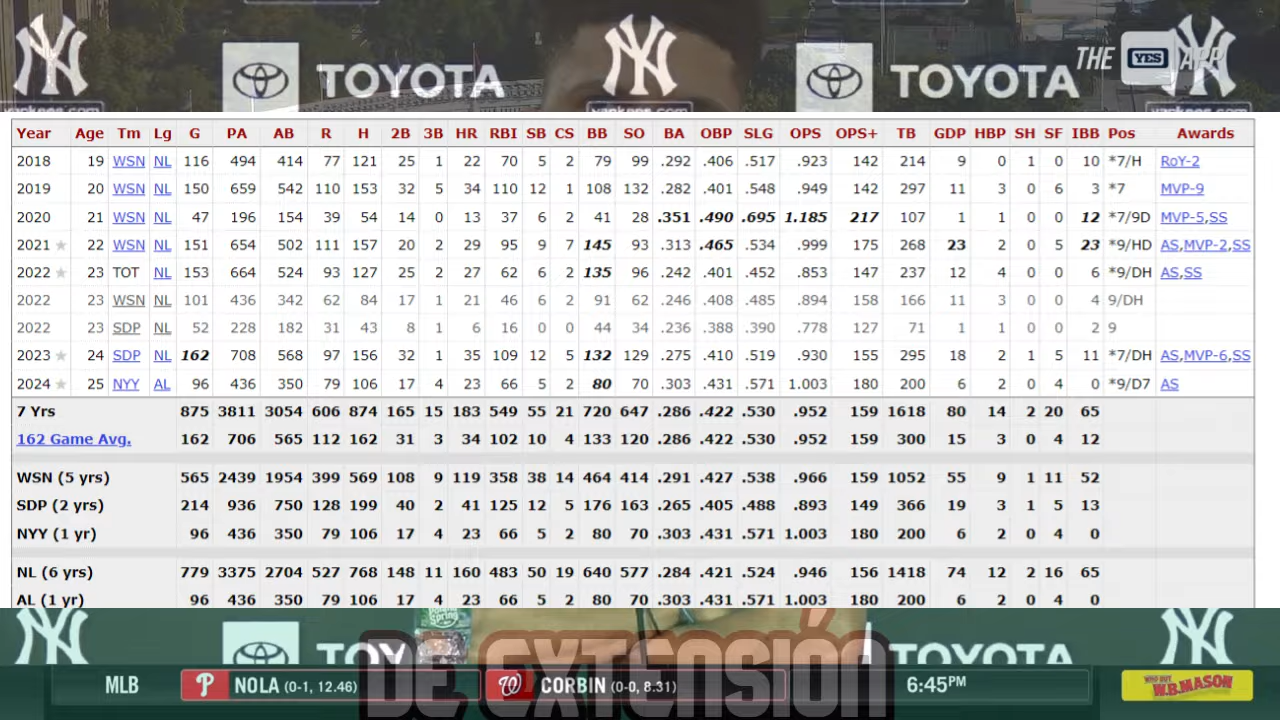 THE YES APP
TOYOTA TOYOTA
yankees.com yankees.com yankees.com
Year Age Tm Lg G PA AB R H 2B 3B HR RBI SB CS BB SO BA OBP SLG OPS OPS+ TB GDP HBP SH SF IBB Pos Awards
2018 19 WSN NL 116 494 414 77 121 25 1 22 70 5 2 79 99 .292 .406 .517 .923 142 214 9 0 1 0 10 *7/H RoY-2
2019 20 WSN NL 150 659 542 110 153 32 5 34 110 12 1 108 132 .282 .401 .548 .949 142 297 11 3 0 6 3 *7 MVP-9
2020 21 WSN NL 47 196 154 39 54 14 0 13 37 6 2 41 28 .351 .490 .695 1.185 217 107 1 1 0 0 12 *7/9D MVP-5,SS
2021 ★ 22 WSN NL 151 654 502 111 157 20 2 29 95 9 7 145 93 .313 .465 .534 .999 175 268 23 2 0 5 23 *9/HD AS,MVP-2,SS
2022 ★ 23 TOT NL 153 664 524 93 127 25 2 27 62 6 2 135 96 .242 .401 .452 .853 147 237 12 4 0 0 6 *9/DH AS,SS
2022 23 WSN NL 101 436 342 62 84 17 1 21 46 6 2 91 62 .246 .408 .485 .894 158 166 11 3 0 0 4 9/DH
2022 23 SDP NL 52 228 182 31 43 8 1 6 16 0 0 44 34 .236 .388 .390 .778 127 71 1 1 0 0 2 9
2023 ★ 24 SDP NL 162 708 568 97 156 32 1 35 109 12 5 132 129 .275 .410 .519 .930 155 295 18 2 1 5 11 *7/DH AS,MVP-6,SS
2024 ★ 25 NYY AL 96 436 350 79 106 17 4 23 66 5 2 80 70 .303 .431 .571 1.003 180 200 6 2 0 4 0 *9/D7 AS
7 Yrs 875 3811 3054 606 874 165 15 183 549 55 21 720 647 .286 .422 .530 .952 159 1618 80 14 2 20 65
162 Game Avg. 162 706 565 112 162 31 3 34 102 10 4 133 120 .286 .422 .530 .952 159 300 15 3 0 4 12
WSN (5 yrs) 565 2439 1954 399 569 108 9 119 358 38 14 464 414 .291 .427 .538 .966 159 1052 55 9 1 11 52
SDP (2 yrs) 214 936 750 128 199 40 2 41 125 12 5 176 163 .265 .405 .488 .893 149 366 19 3 1 5 13
NYY (1 yr) 96 436 350 79 106 17 4 23 66 5 2 80 70 .303 .431 .571 1.003 180 200 6 2 0 4 0
NL (6 yrs) 779 3375 2704 527 768 148 11 160 483 50 19 640 577 .284 .421 .524 .946 156 1418 74 12 2 16 65
AL (1 yr) 96 436 350 79 106 17 4 23 66 5 2 80 70 .303 .431 .571 1.003 180 200 6 2 0 4 0
TOYOTA
DE EXTENSIÓN
MLB P NOLA (0-1, 12.46) W CORBIN (0-0, 8.31) 6:45PM W.B.MASON